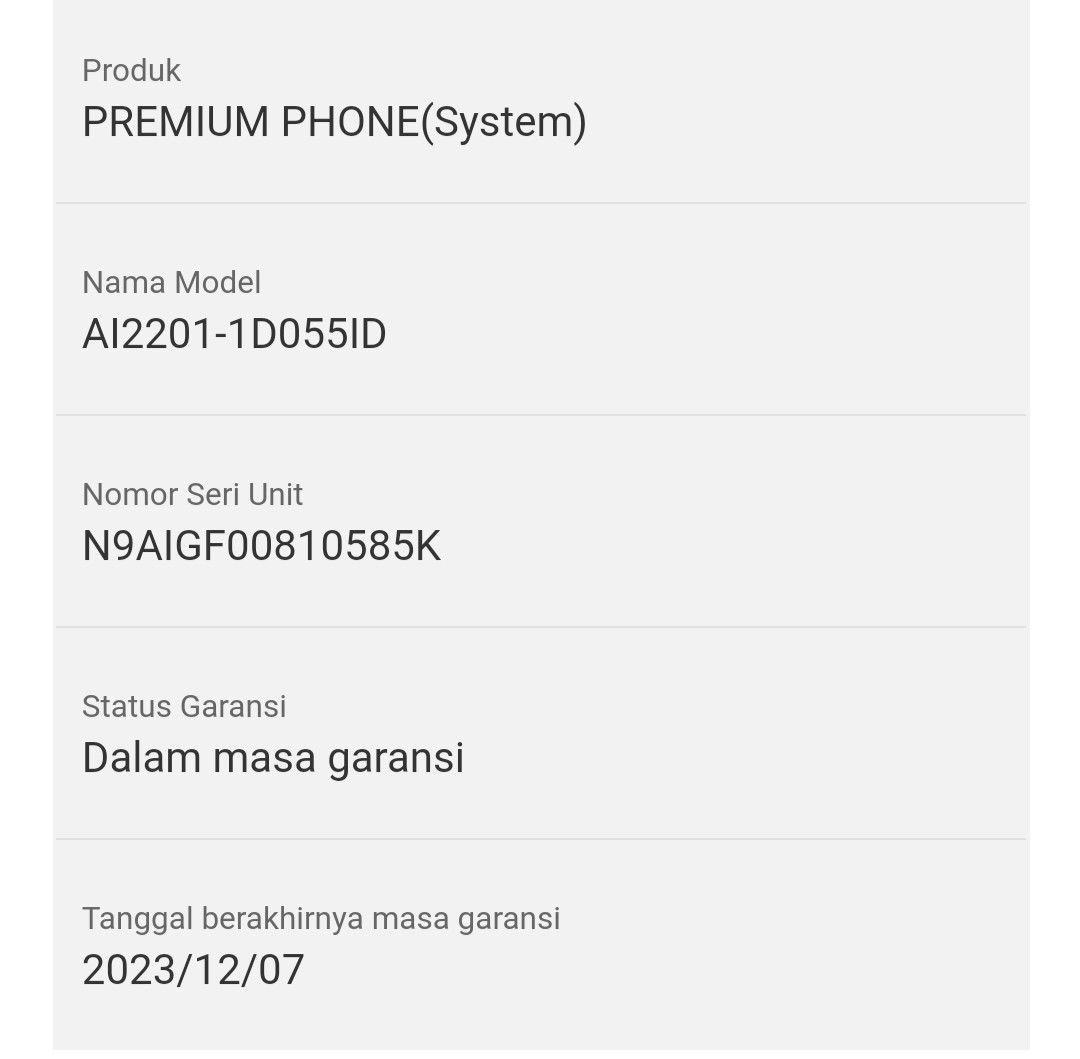 Produk
PREMIUM PHONE(System)
Nama Model
AI2201-1D055ID
Nomor Seri Unit
N9AIGF00810585K
Status Garansi
Dalam masa garansi
Tanggal berakhirnya masa garansi
2023/12/07